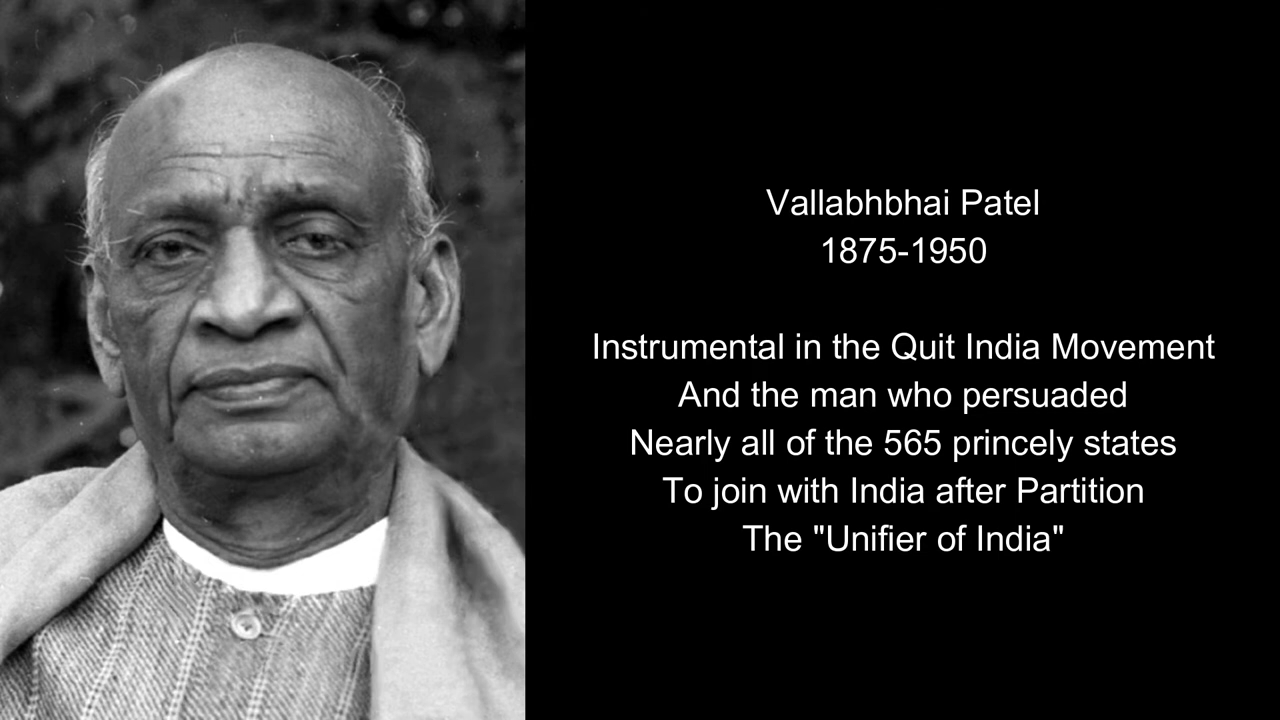 Vallabhbhai Patel
1875-1950
Instrumental in the Quit India Movement
And the man who persuaded
Nearly all of the 565 princely states
To join with India after Partition
The "Unifier of India"